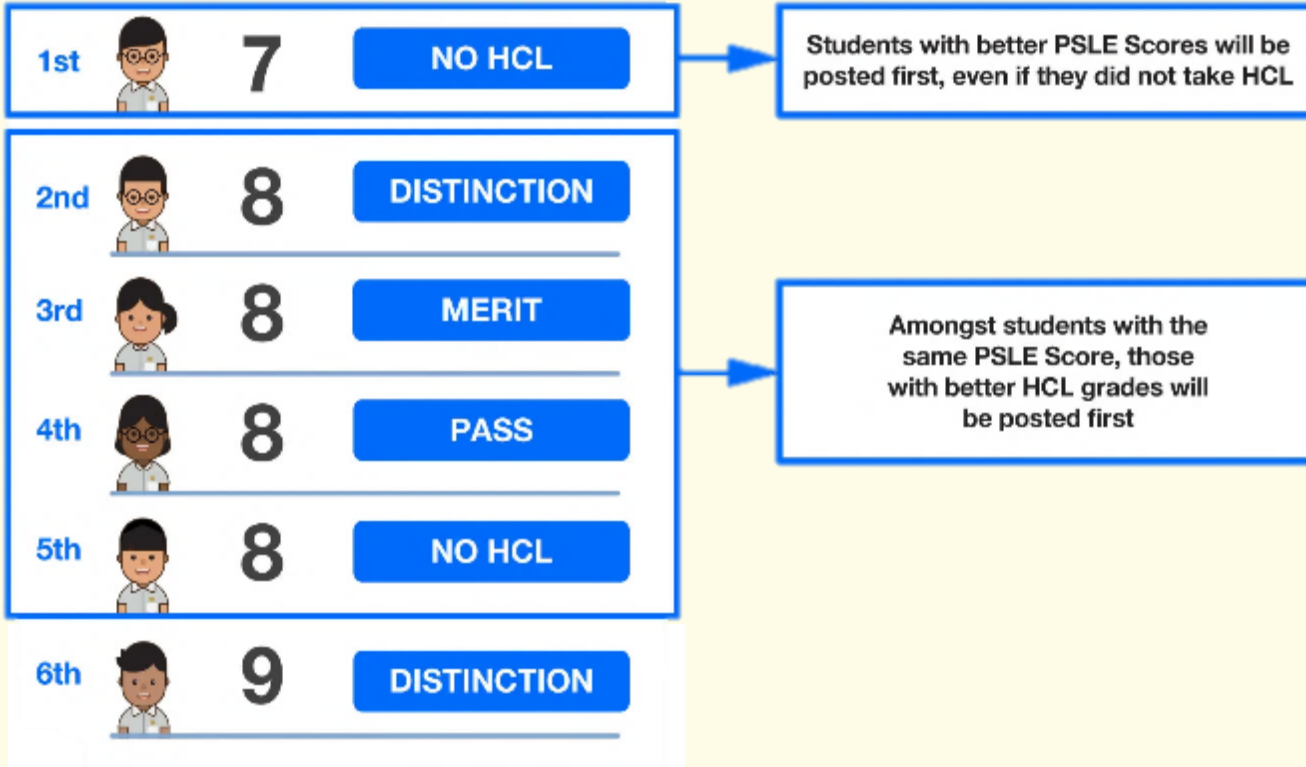 1st 7 NO HCL
Students with better PSLE Scores will be
posted first, even if they did not take HCL
2nd 8 DISTINCTION
3rd 8 MERIT
4th 8 PASS
5th 8 NO HCL
Amongst students with the
same PSLE Score, those
with better HCL grades will
be posted first
6th 9 DISTINCTION